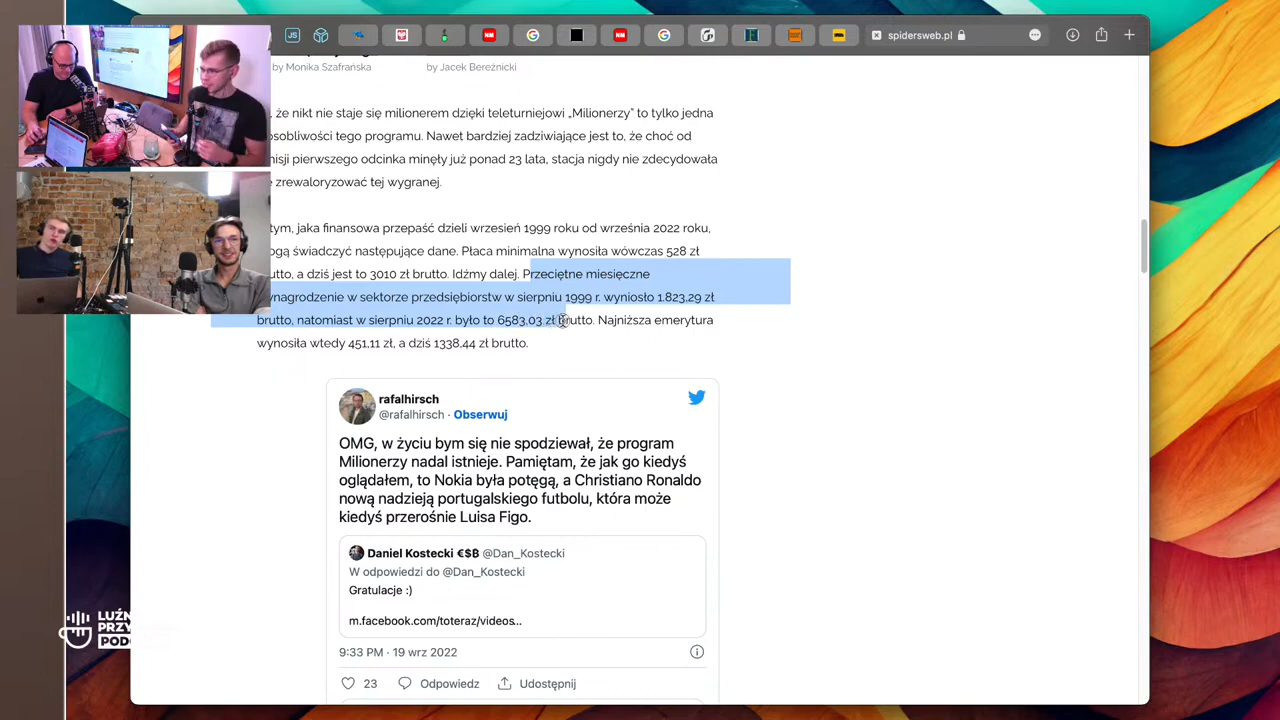 spidersweb.pl
by Monika Szafrańska
by Jacek Bereźnicki
że nikt nie staje się milionerem dzięki teleturniejowi „Milionerzy” to tylko jedna
osobliwości tego programu. Nawet bardziej zadziwiające jest to, że choć od
misji pierwszego odcinka minęły już ponad 23 lata, stacja nigdy nie zdecydowała
zrewaloryzować tej wygranej.
tym, jaka finansowa przepaść dzieli wrzesień 1999 roku od września 2022 roku,
ogą świadczyć następujące dane. Płaca minimalna wynosiła wówczas 528 zł
utto, a dziś jest to 3010 zł brutto. Idźmy dalej. Przeciętne miesięczne
ynagrodzenie w sektorze przedsiębiorstw w sierpniu 1999 r. wyniosło 1.823,29 zł
brutto, natomiast w sierpniu 2022 r. było to 6583,03 zł brutto. Najniższa emerytura
wynosiła wtedy 451,11 zł, a dziś 1338,44 zł brutto.
rafalhirsch
@rafalhirsch · Obserwuj
OMG, w życiu bym się nie spodziewał, że program
Milionerzy nadal istnieje. Pamiętam, że jak go kiedyś
oglądałem, to Nokia była potęgą, a Christiano Ronaldo
nową nadzieją portugalskiego futbolu, która może
kiedyś przerośnie Luisa Figo.
Daniel Kostecki €$₿ @Dan_Kostecki
W odpowiedzi do @Dan_Kostecki
Gratulacje :)
m.facebook.com/toteraz/videos...
9:33 PM · 19 wrz 2022
23 Odpowiedz Udostępnij
LUŹN
PRZY
POD